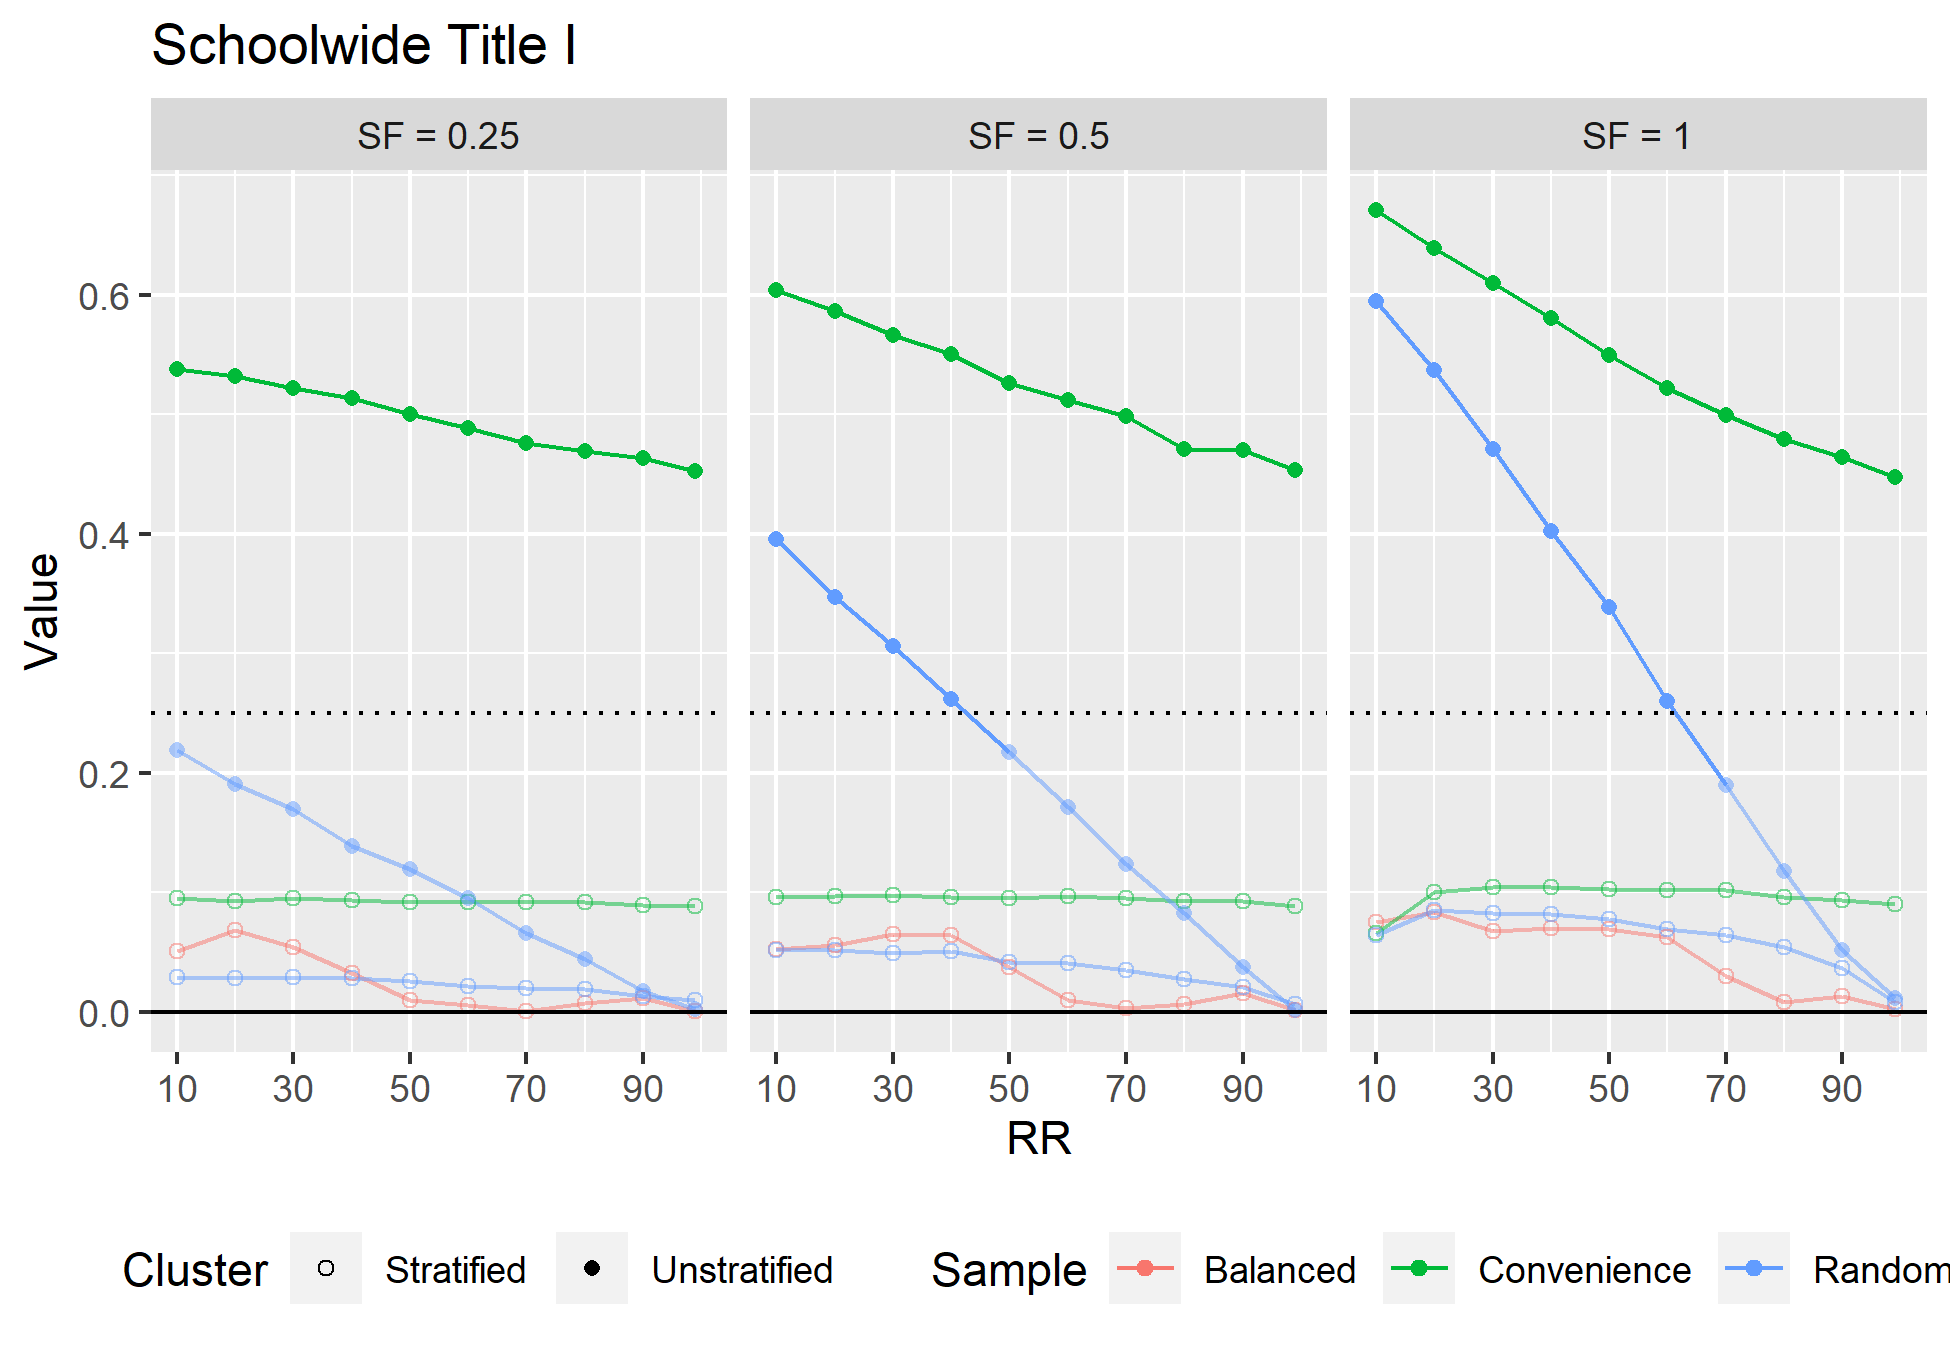 Schoolwide Title I
SF = 0.25 SF = 0.5 SF = 1
0.6
0.4
0.2
0.0
Value
10 30 50 70 90 10 30 50 70 90 10 30 50 70 90
RR
Cluster Stratified Unstratified Sample Balanced Convenience Random